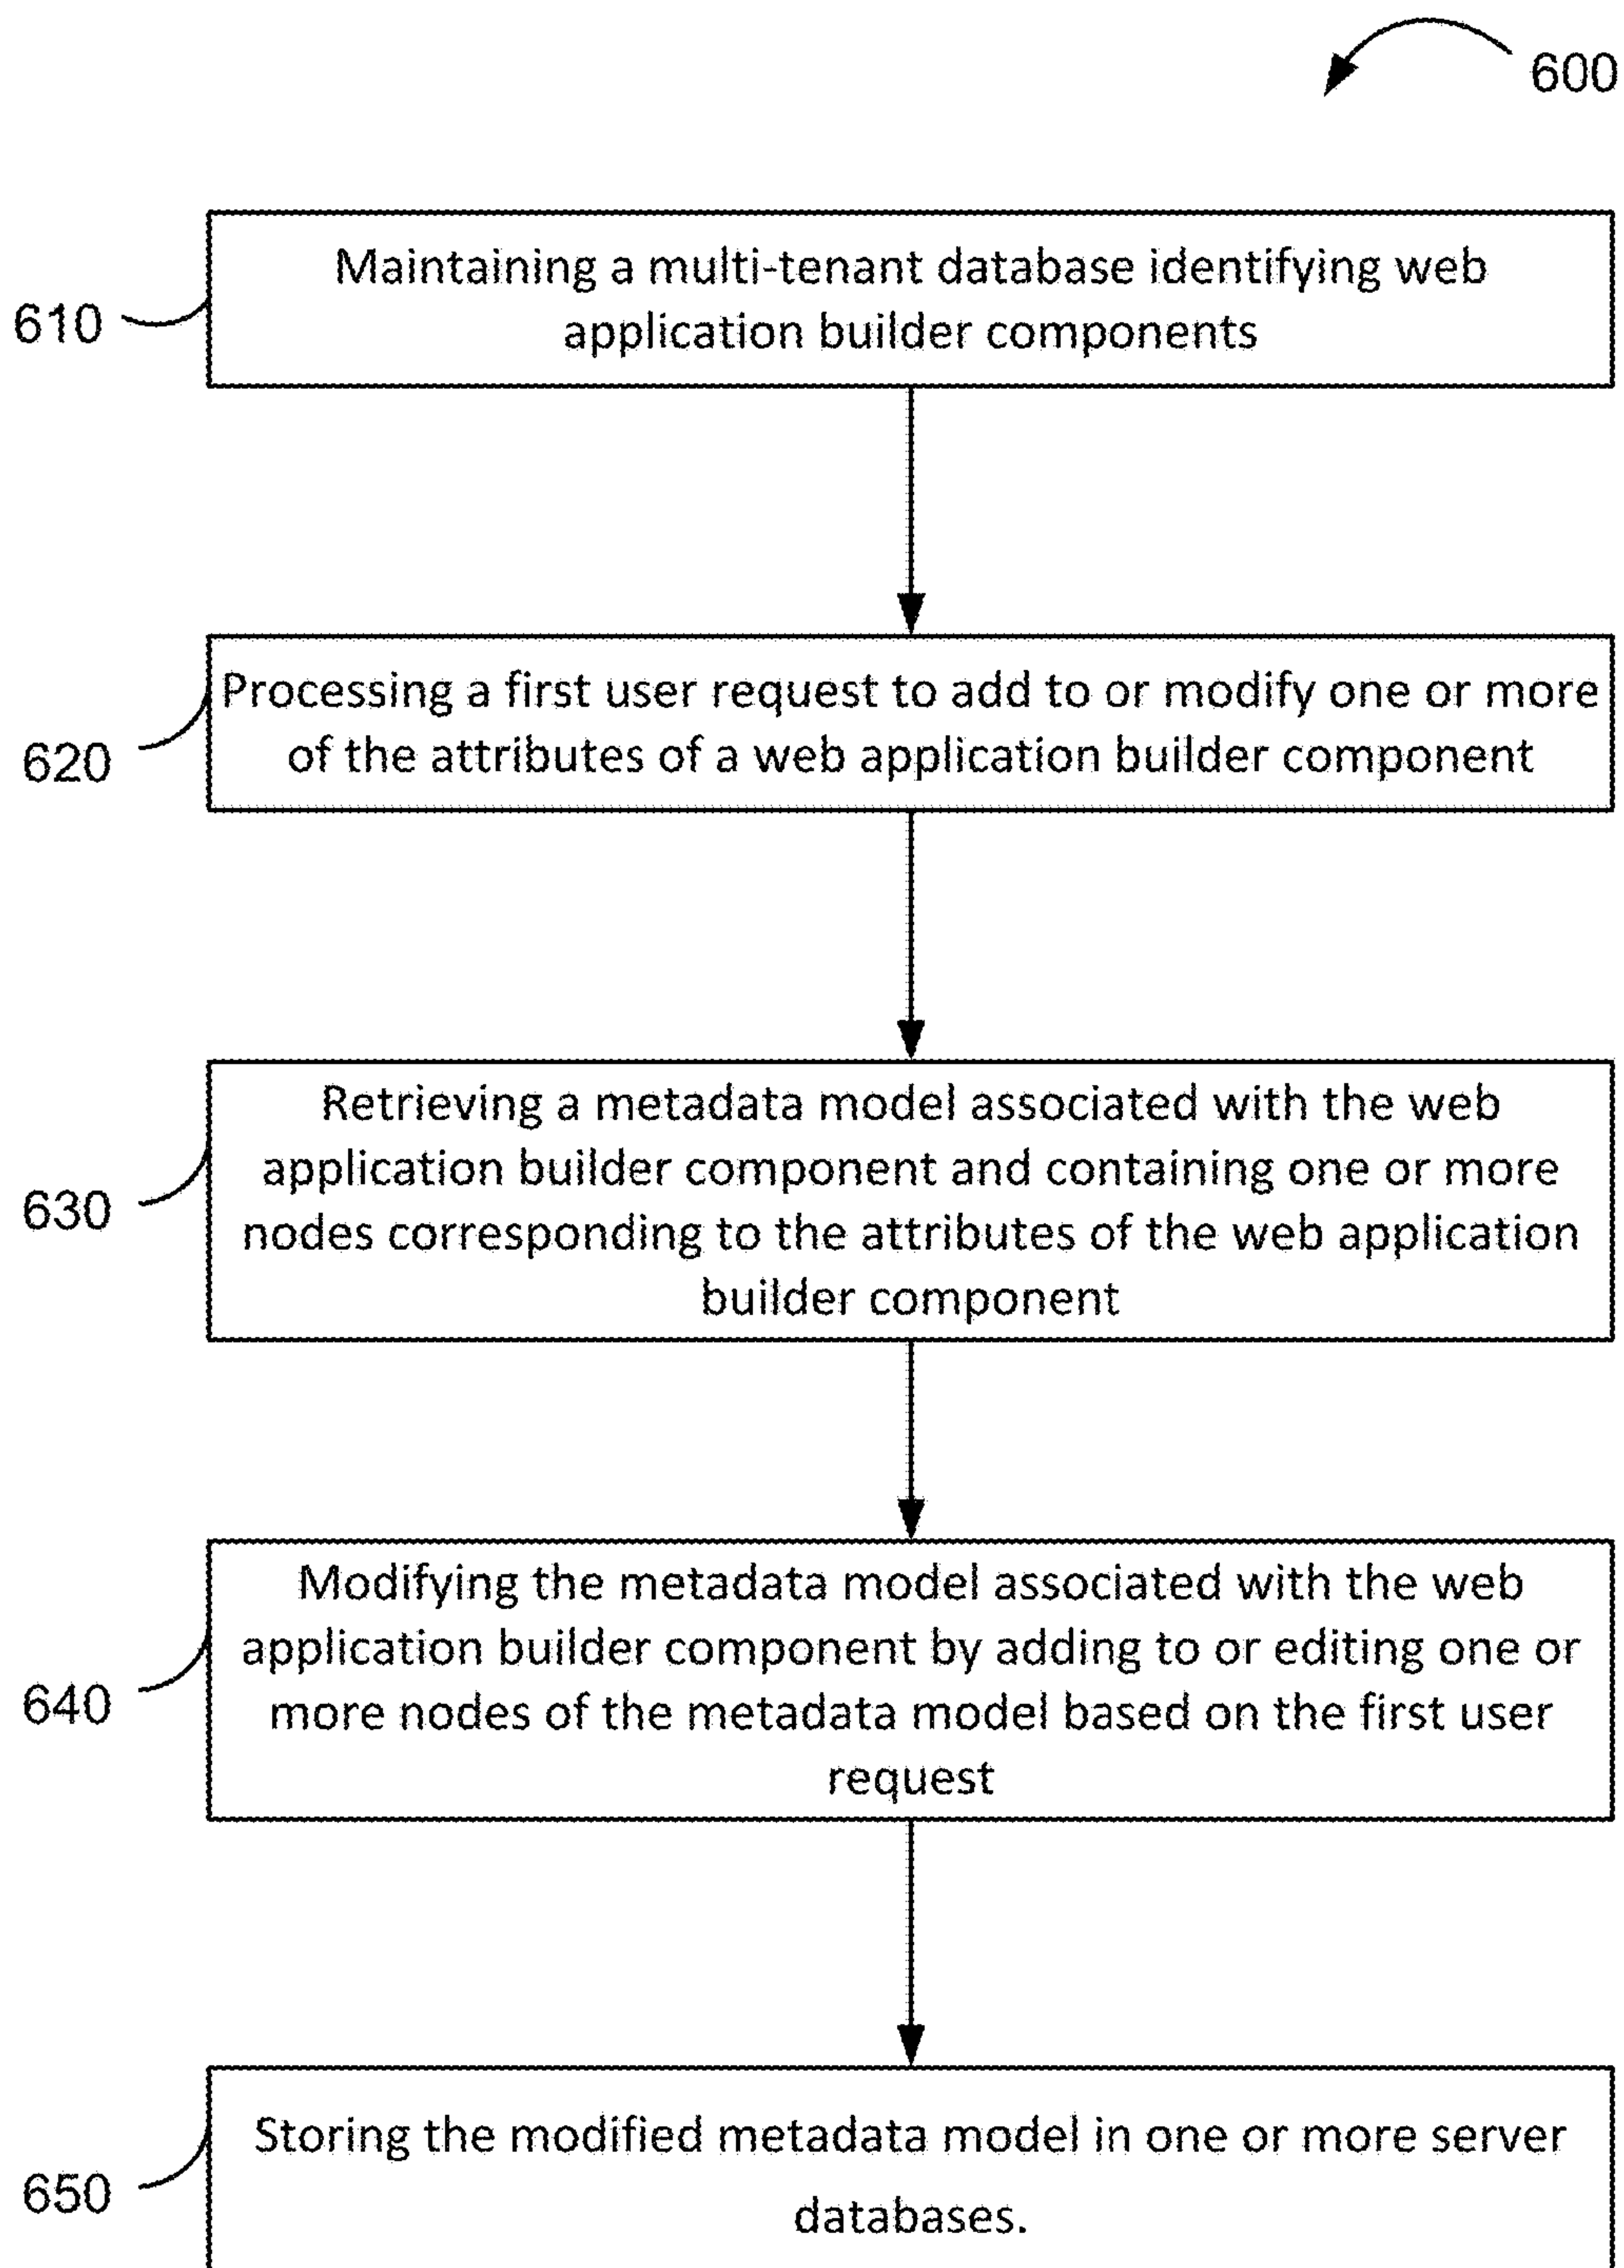 600
610
Maintaining a multi-tenant database identifying web
application builder components
620
Processing a first user request to add to or modify one or more
of the attributes of a web application builder component
630
Retrieving a metadata model associated with the web
application builder component and containing one or more
nodes corresponding to the attributes of the web application
builder component
640
Modifying the metadata model associated with the web
application builder component by adding to or editing one or
more nodes of the metadata model based on the first user
request
650
Storing the modified metadata model in one or more server
databases.